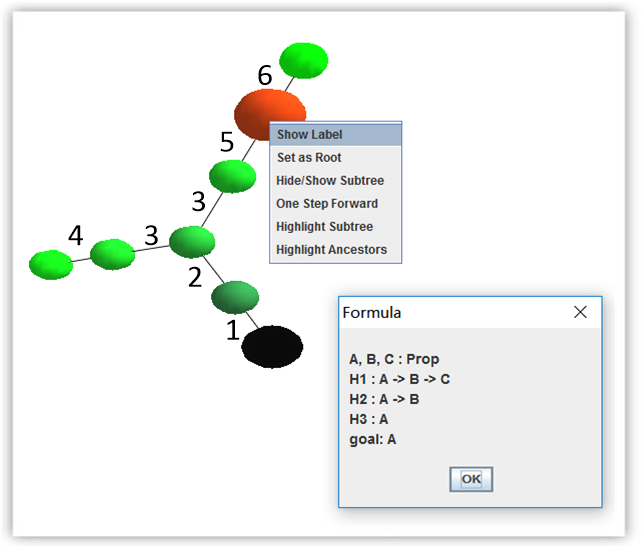 6
5
3
4
3
2
1
Show Label
Set as Root
Hide/Show Subtree
One Step Forward
Highlight Subtree
Highlight Ancestors
Formula
A, B, C : Prop
H1 : A -> B -> C
H2 : A -> B
H3 : A
goal: A
OK